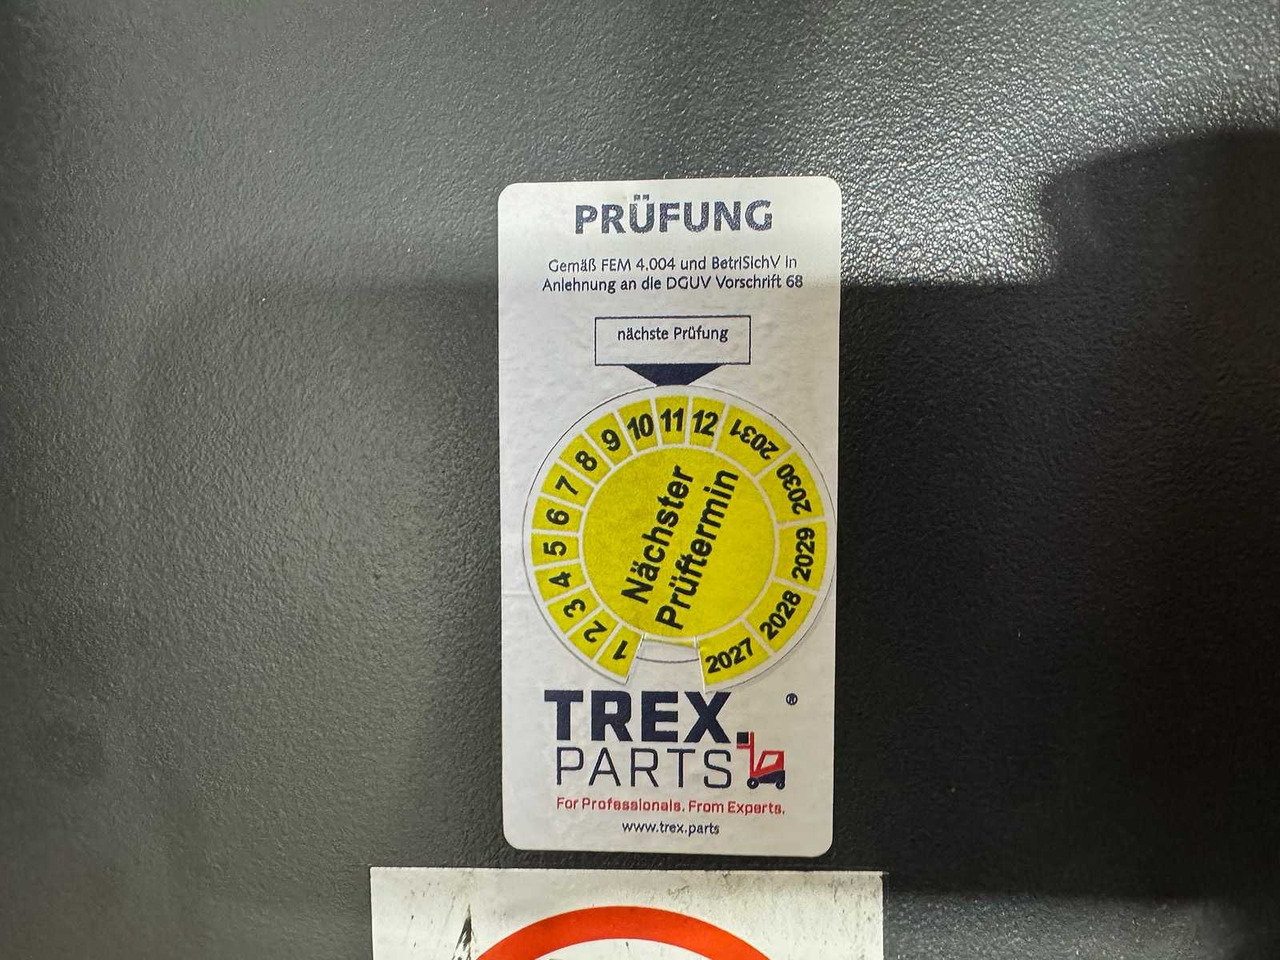 PRÜFUNG
Gemäß FEM 4.004 und BetriSichV in
Anlehnung an die DGUV Vorschrift 68
nächste Prüfung
1 2 3 4 5 6 7 8 9 10 11 12 2031 2030 2029 2028 2027
Nächster
Prüftermin
TREX.
PARTS
®
For Professionals. From Experts.
www.trex.parts